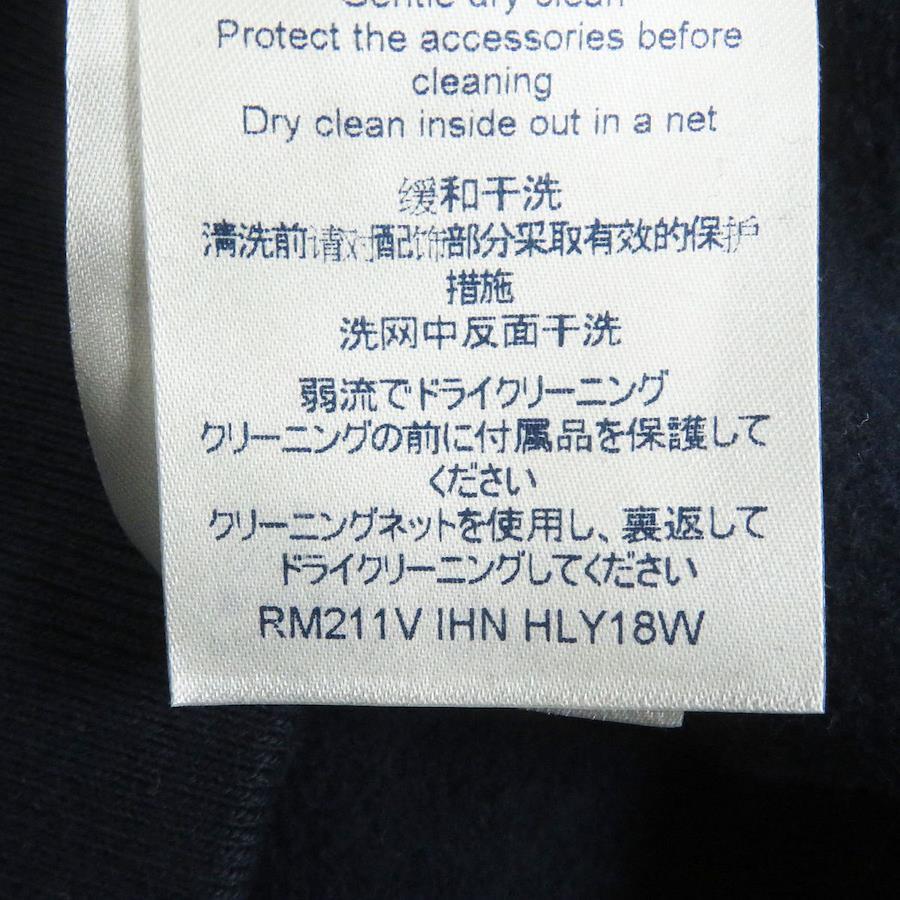 Gentle dry clean
Protect the accessories before
cleaning
Dry clean inside out in a net
缓和干洗
清洗前请对配饰部分采取有效的保护
措施
洗网中反面干洗
弱流でドライクリーニング
クリーニングの前に付属品を保護して
ください
クリーニングネットを使用し、裏返して
ドライクリーニングしてください
RM211V IHN HLY18W